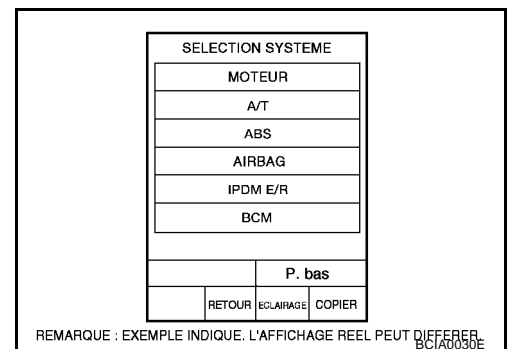 SELECTION SYSTEME
MOTEUR
A/T
ABS
AIRBAG
IPDM E/R
BCM
P. bas
RETOUR ECLAIRAGE COPIER
REMARQUE : EXEMPLE INDIQUE. L'AFFICHAGE REEL PEUT DIFFERER.
BCIA0030E